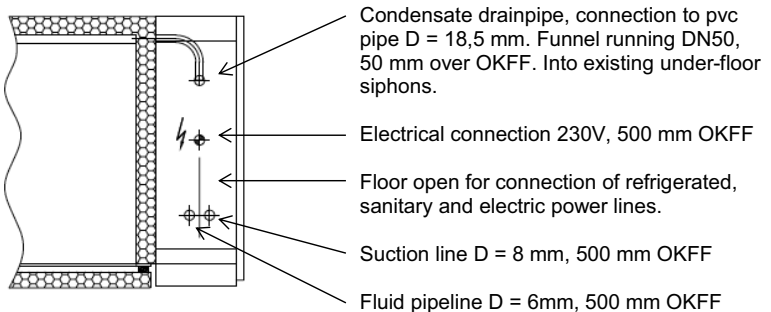 Condensate drainpipe, connection to pvc
pipe D = 18,5 mm. Funnel running DN50,
50 mm over OKFF. Into existing under-floor
siphons.
Electrical connection 230V, 500 mm OKFF
Floor open for connection of refrigerated,
sanitary and electric power lines.
Suction line D = 8 mm, 500 mm OKFF
Fluid pipeline D = 6mm, 500 mm OKFF